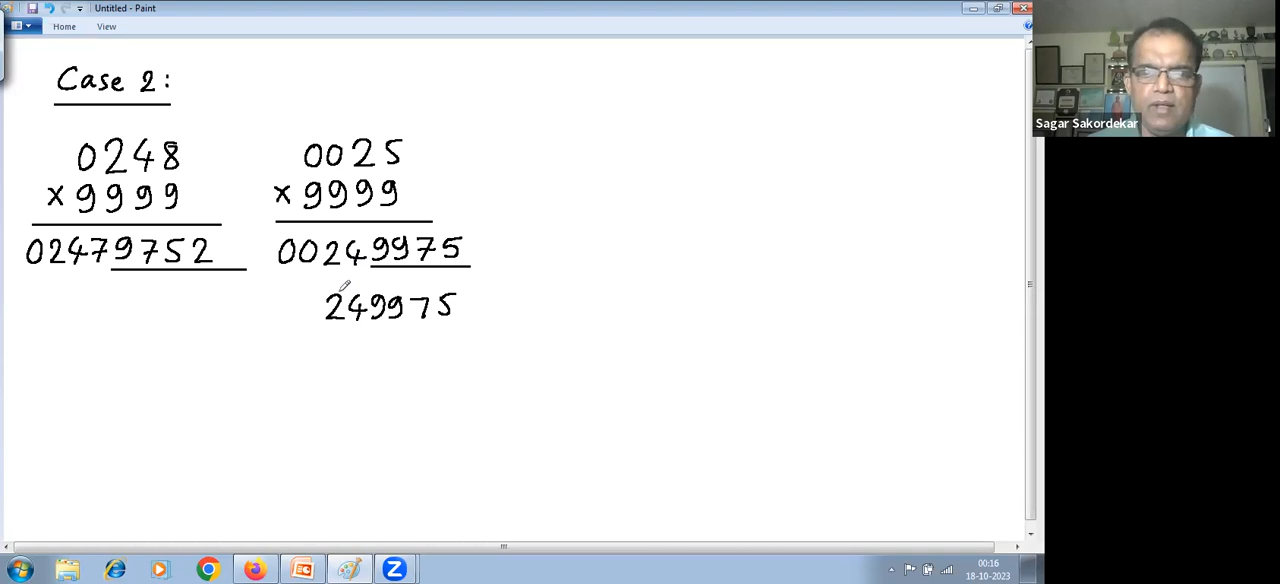 Untitled - Paint
Home View
Case 2:
0248
×9999
02479752
0025
×9999
00249975
249975
Sagar Sakordekar
00:16
18-10-2023